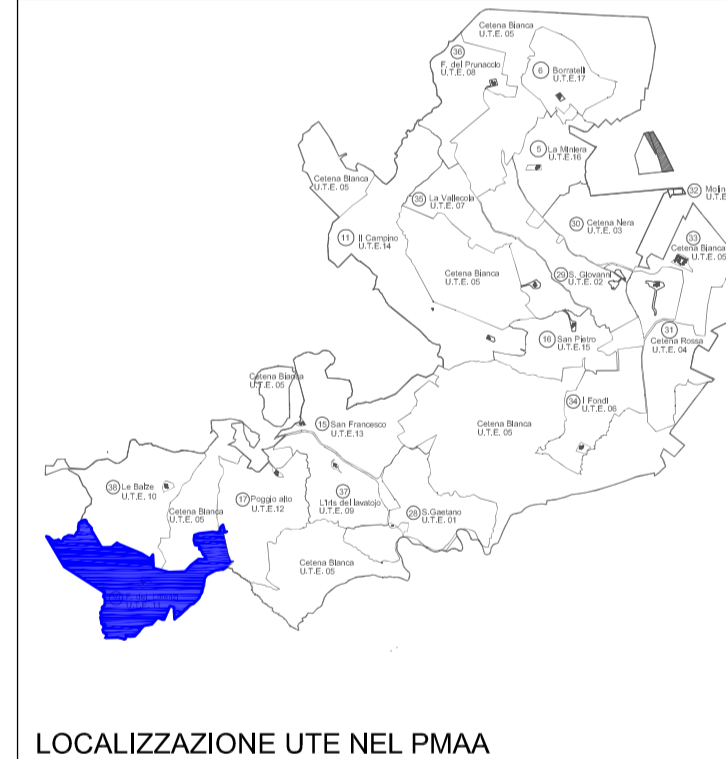 Cetena Bianca
U.T.E. 05
36
F. del Prunaccio
U.T.E. 08
6 Borratelli
U.T.E.17
5 La Miniera
U.T.E.16
Cetena Bianca
U.T.E. 05
35 La Vallecola
U.T.E. 07
32
U.T.E
11 Il Campino
U.T.E.14
30 Cetena Nera
U.T.E. 03
33
Cetena Bianca
U.T.E. 05
Cetena Bianca
U.T.E. 05
29 S. Giovanni
U.T.E. 02
16 San Pietro
U.T.E.15
31
Cetena Rossa
U.T.E. 04
Cetena Bianca
U.T.E. 05
34 I Fondi
U.T.E. 06
15 San Francesco
U.T.E.13
Cetena Bianca
U.T.E. 05
38 Le Balze
U.T.E. 10
17 Poggio alto
U.T.E.12
37
L'Iris del lavatojo
U.T.E. 09
Cetena Bianca
U.T.E. 05
28 S.Gaetano
U.T.E. 01
Cetena Bianca
U.T.E. 05
U.T.E. 11
LOCALIZZAZIONE UTE NEL PMAA